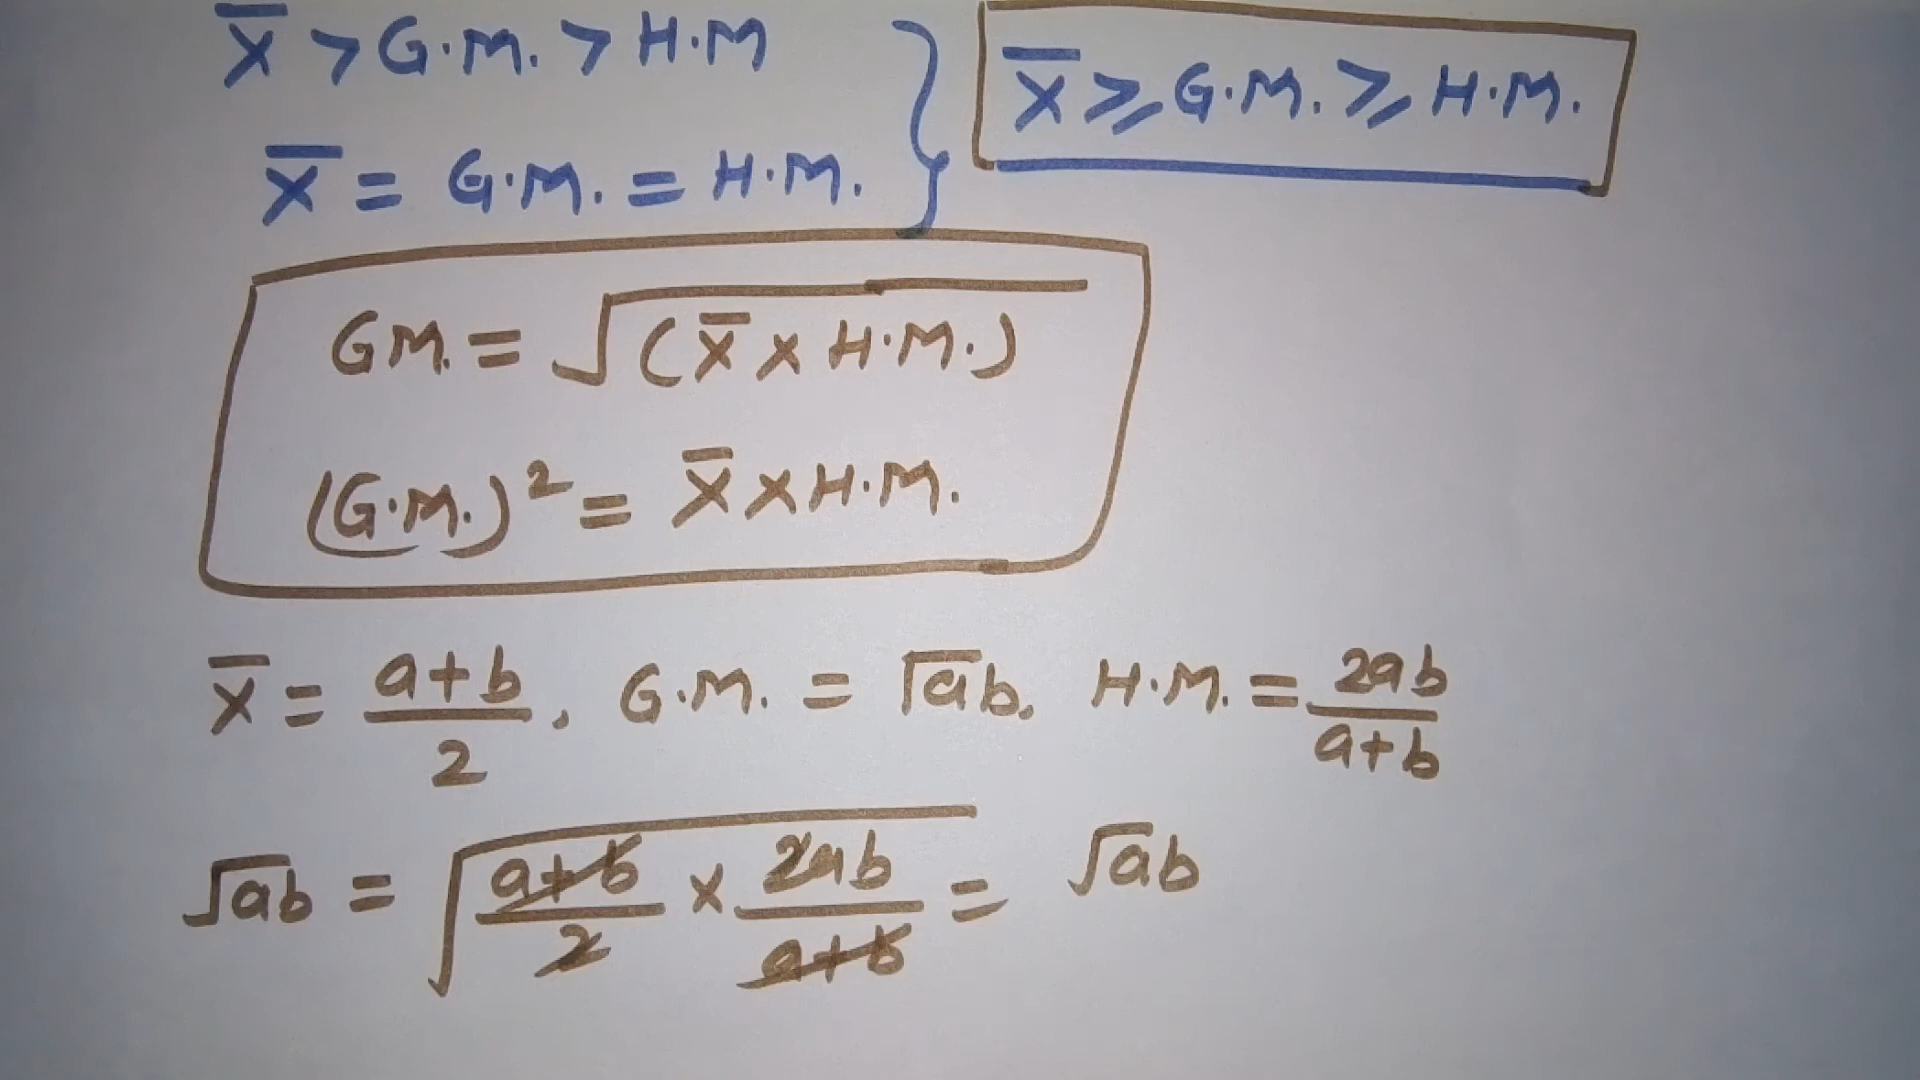 X̄ > G.M. > H.M
X̄ ≥ G.M. ≥ H.M.
X̄ = G.M. = H.M.
GM. = √(X̄ x H.M.)
(G.M.)² = X̄ x H.M.
X̄ = a+b/2, G.M. = √ab, H.M. = 2ab/a+b
√ab = √a+b/2 x 2ab/a+b = √ab